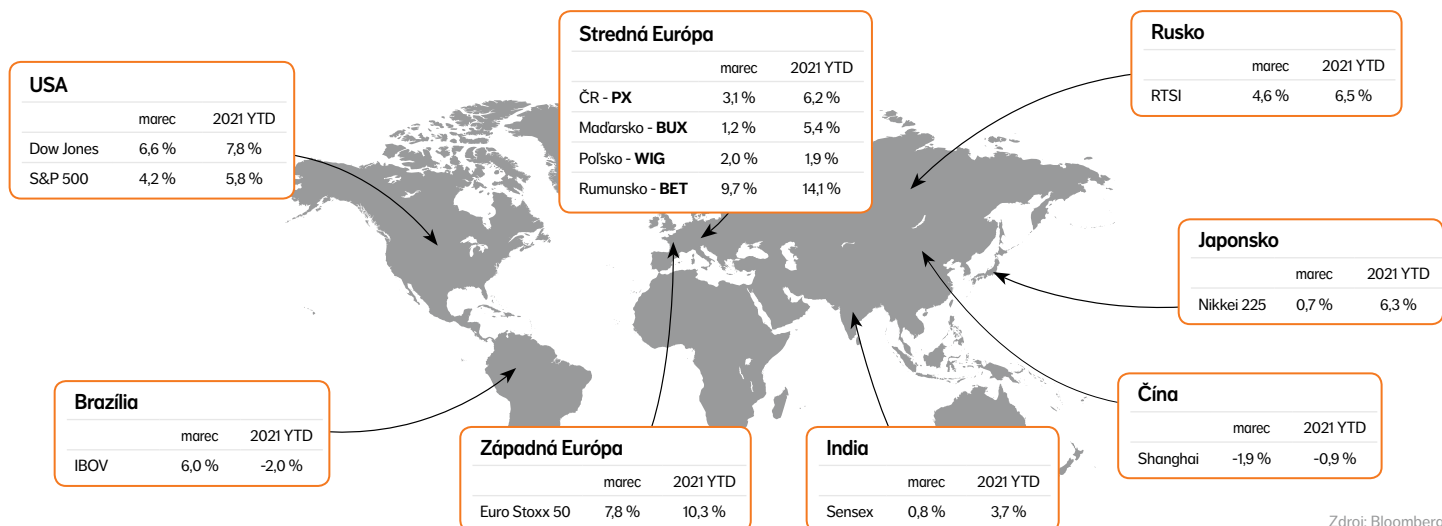 USA
marec 2021 YTD
Dow Jones 6,6 % 7,8 %
S&P 500 4,2 % 5,8 %
Stredná Európa
marec 2021 YTD
ČR - PX 3,1 % 6,2 %
Maďarsko - BUX 1,2 % 5,4 %
Poľsko - WIG 2,0 % 1,9 %
Rumunsko - BET 9,7 % 14,1 %
Rusko
marec 2021 YTD
RTSI 4,6 % 6,5 %
Japonsko
marec 2021 YTD
Nikkei 225 0,7 % 6,3 %
Brazília
marec 2021 YTD
IBOV 6,0 % -2,0 %
Západná Európa
marec 2021 YTD
Euro Stoxx 50 7,8 % 10,3 %
India
marec 2021 YTD
Sensex 0,8 % 3,7 %
Čína
marec 2021 YTD
Shanghai -1,9 % -0,9 %
Zdroj: Bloomberg